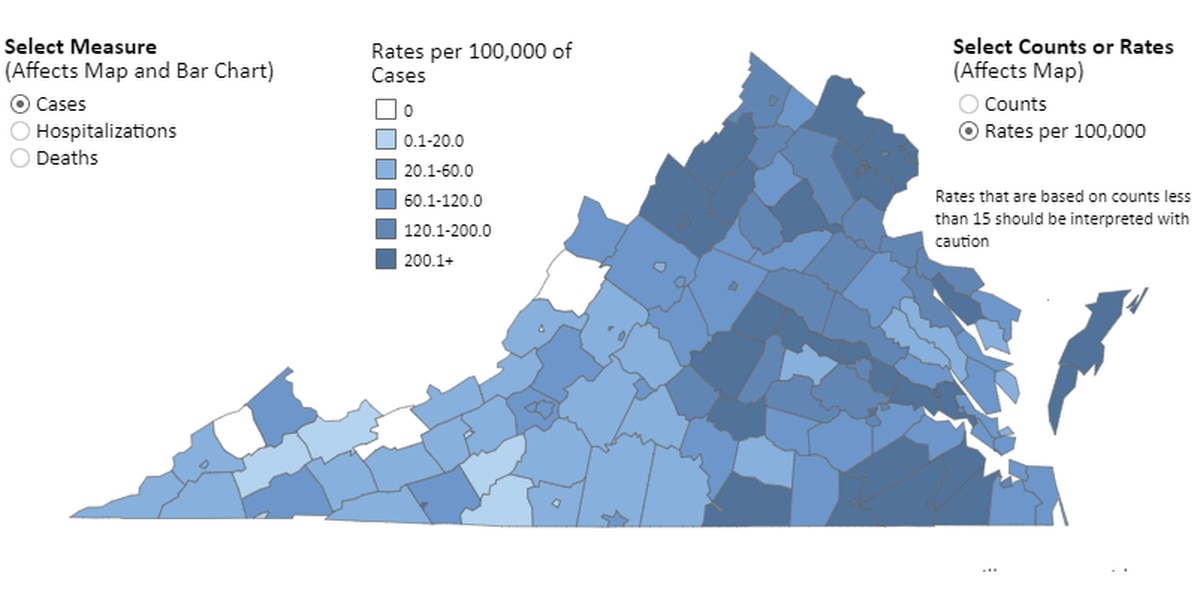 Select Measure
(Affects Map and Bar Chart)
Cases
Hospitalizations
Deaths
Rates per 100,000 of
Cases
0
0.1-20.0
20.1-60.0
60.1-120.0
120.1-200.0
200.1+
Select Counts or Rates
(Affects Map)
Counts
Rates per 100,000
Rates that are based on counts less
than 15 should be interpreted with
caution